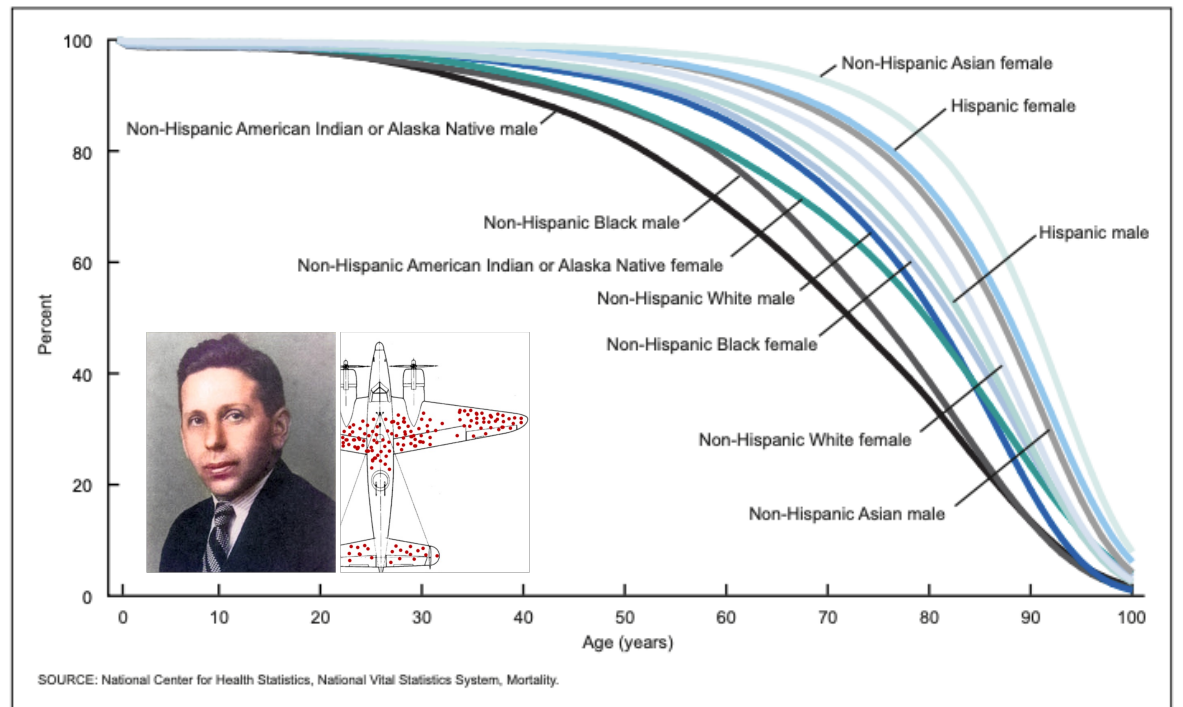 100
80
60
40
20
0
Percent
Non-Hispanic Asian female
Hispanic female
Non-Hispanic American Indian or Alaska Native male
Non-Hispanic Black male
Hispanic male
Non-Hispanic American Indian or Alaska Native female
Non-Hispanic White male
Non-Hispanic Black female
Non-Hispanic White female
Non-Hispanic Asian male
0 10 20 30 40 50 60 70 80 90 100
Age (years)
SOURCE: National Center for Health Statistics, National Vital Statistics System, Mortality.